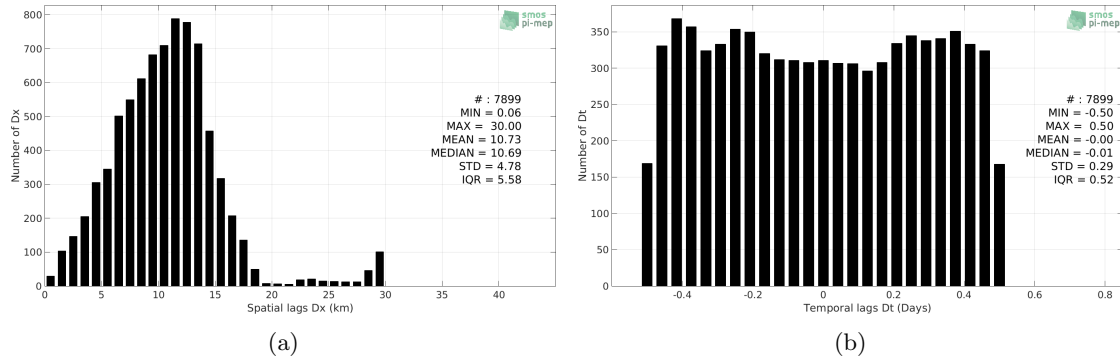 smos
pi-mep
800
700
600
500
400
300
200
100
0
Number of Dx
# : 7899
MIN = 0.06
MAX = 30.00
MEAN = 10.73
MEDIAN = 10.69
STD = 4.78
IQR = 5.58
0 5 10 15 20 25 30 35 40
Spatial lags Dx (km)
(a)
smos
pi-mep
350
300
250
200
150
100
50
0
Number of Dt
# : 7899
MIN = -0.50
MAX = 0.50
MEAN = -0.00
MEDIAN = -0.01
STD = 0.29
IQR = 0.52
-0.4 -0.2 0 0.2 0.4 0.6 0.8
Temporal lags Dt (Days)
(b)